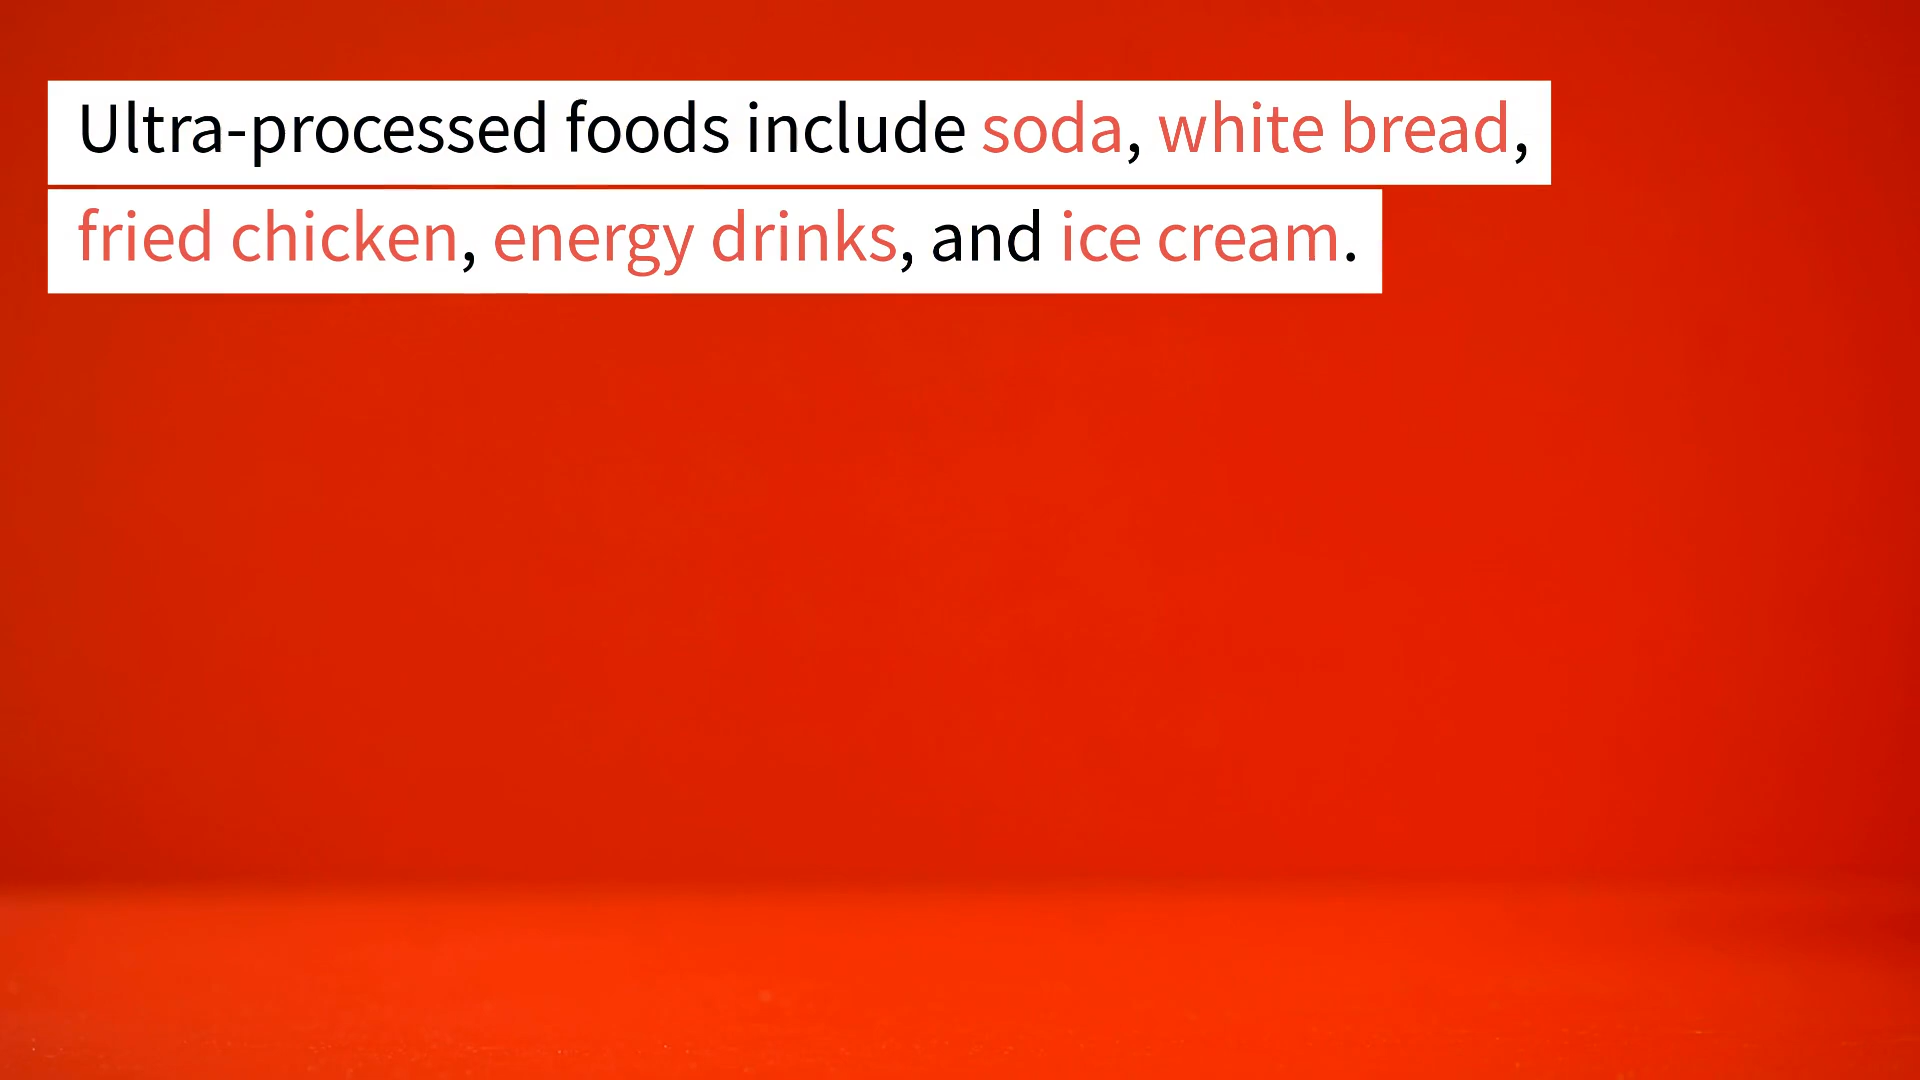 Ultra-processed foods include soda, white bread,
fried chicken, energy drinks, and ice cream.